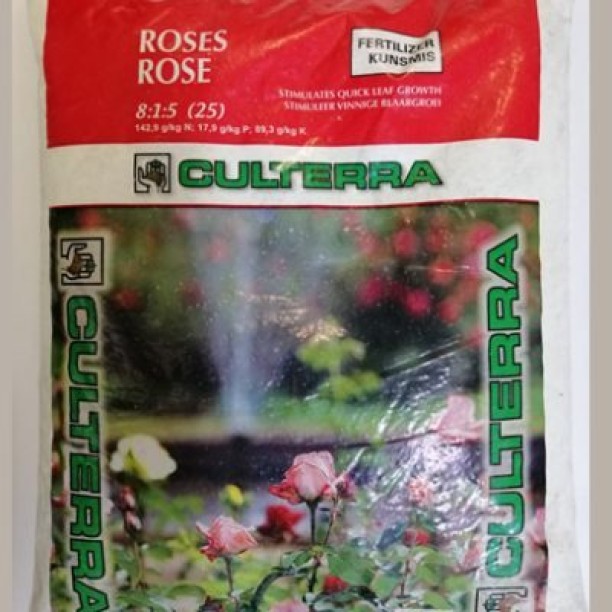 ROSES
ROSE
FERTILIZER
KUNSMIS
STIMULATES QUICK LEAF GROWTH
STIMULEER VINNIGE BLAARGROEI
8:1:5 (25)
142,9 g/kg N; 17,9 g/kg P; 89,3 g/kg K
CULTERRA
CULTERRA
CULTERRA